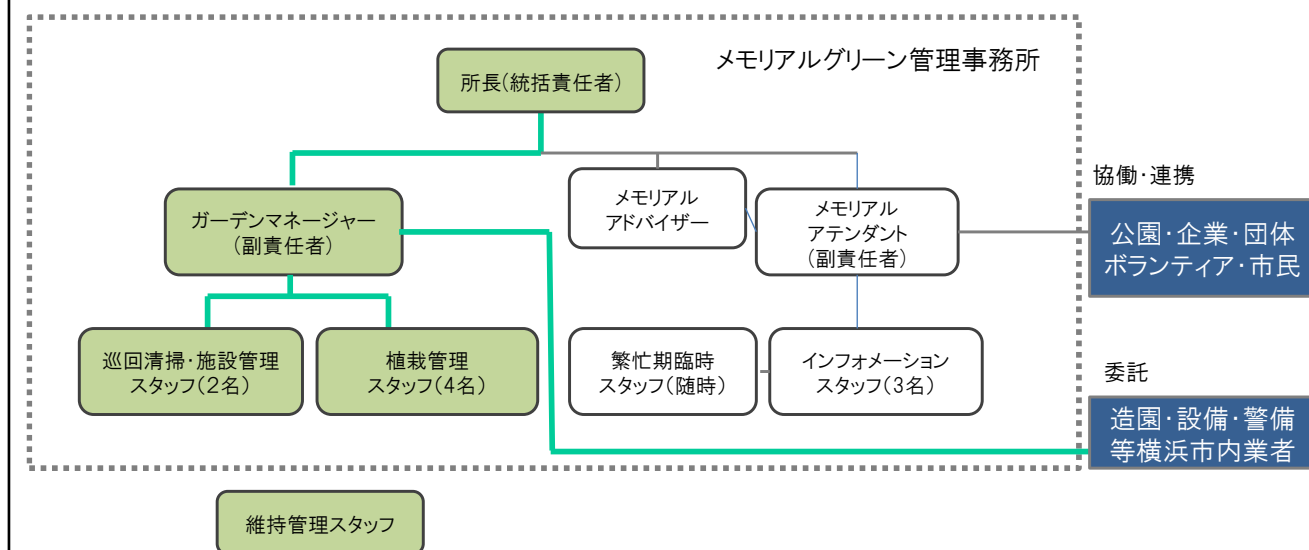 メモリアルグリーン管理事務所
所長(統括責任者)
ガーデンマネージャー
(副責任者)
メモリアル
アドバイザー
メモリアル
アテンダント
(副責任者)
協働・連携
公園・企業・団体
ボランティア・市民
巡回清掃・施設管理
スタッフ(2名)
植栽管理
スタッフ(4名)
繁忙期臨時
スタッフ(随時)
インフォメーション
スタッフ(3名)
委託
造園・設備・警備
等横浜市内業者
維持管理スタッフ